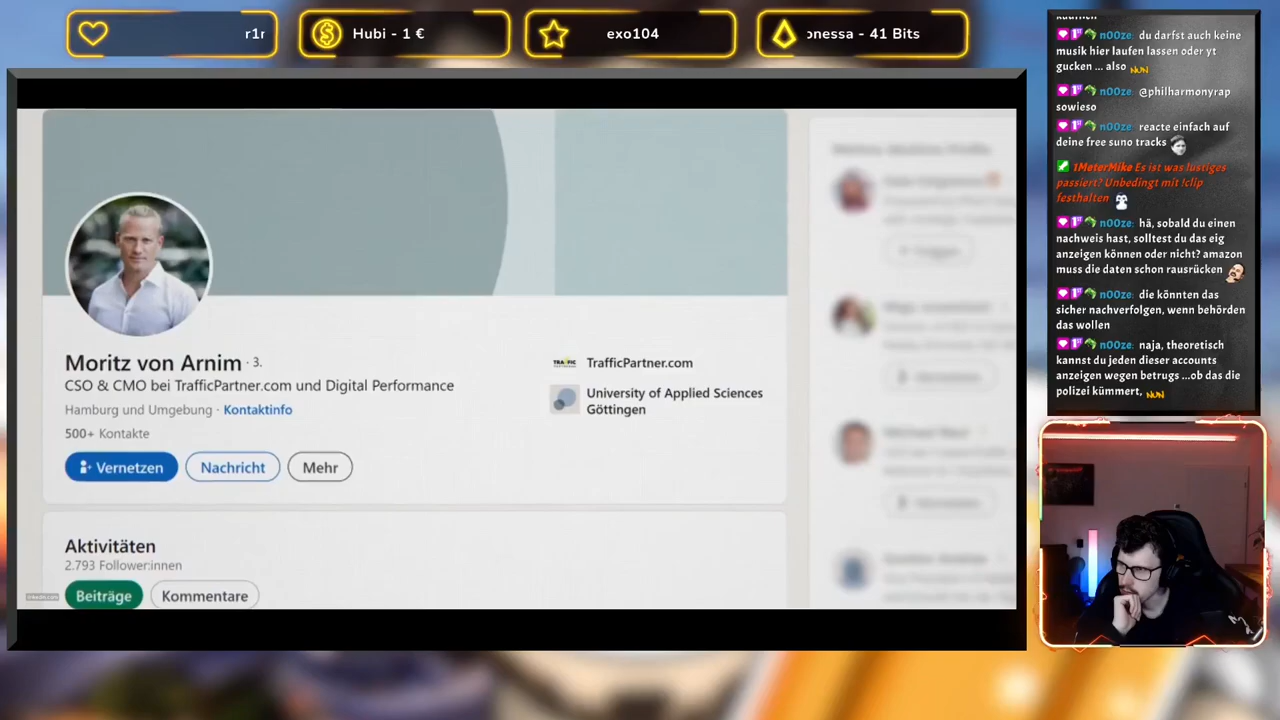 r1r
Hubi - 1 €
exo104
onessa - 41 Bits
Moritz von Arnim · 3.
CSO & CMO bei TrafficPartner.com und Digital Performance
Hamburg und Umgebung · Kontaktinfo
500+ Kontakte
Vernetzen
Nachricht
Mehr
TrafficPartner.com
University of Applied Sciences
Göttingen
Aktivitäten
2.793 Follower:innen
Beiträge
Kommentare
n00ze: du darfst auch keine
musik hier laufen lassen oder yt
gucken ... also
n00ze: @philharmonyrap
sowieso
n00ze: reacte einfach auf
deine free suno tracks
1MeterMike Es ist was lustiges
passiert? Unbedingt mit !clip
festhalten
n00ze: hä, sobald du einen
nachweis hast, solltest du das eig
anzeigen können oder nicht? amazon
muss die daten schon rausrücken
n00ze: die könnten das
sicher nachverfolgen, wenn behörden
das wollen
n00ze: naja, theoretisch
kannst du jeden dieser accounts
anzeigen wegen betrugs ...ob das die
polizei kümmert,